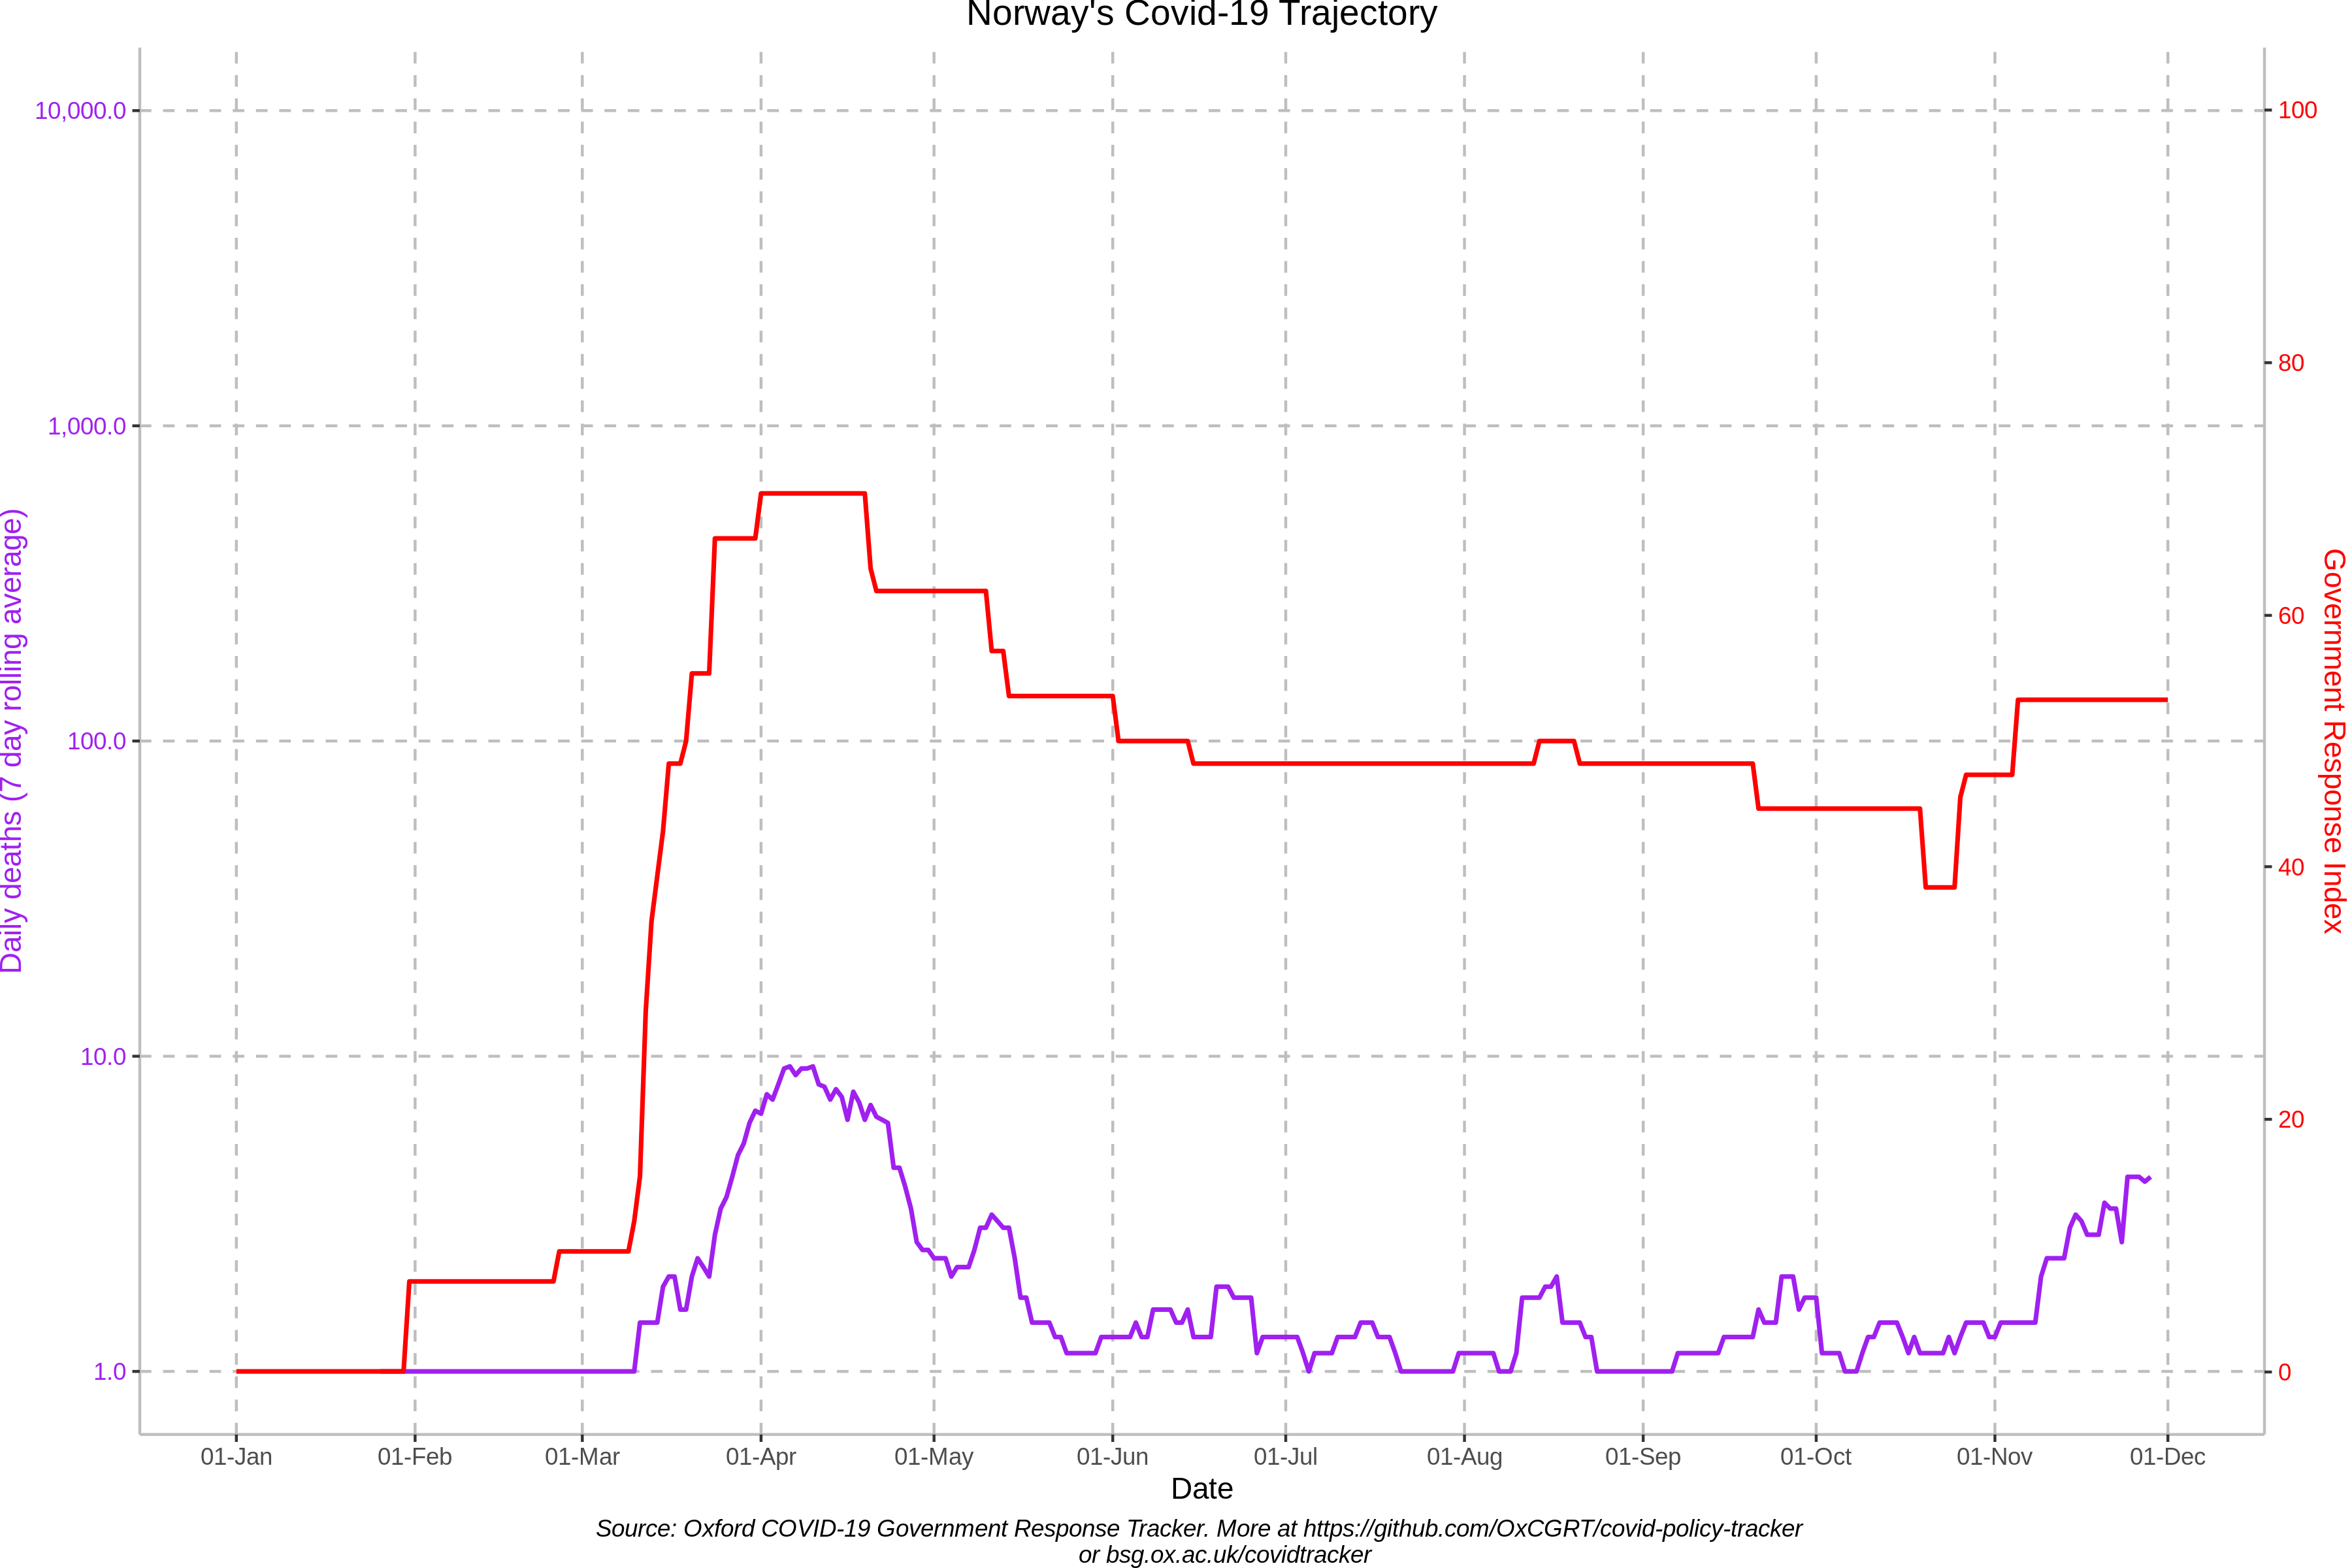 Norway's Covid-19 Trajectory
10,000.0
1,000.0
100.0
10.0
1.0
Daily deaths (7 day rolling average)
100
80
60
40
20
0
Government Response Index
01-Jan
01-Feb
01-Mar
01-Apr
01-May
01-Jun
01-Jul
01-Aug
01-Sep
01-Oct
01-Nov
01-Dec
Date
Source: Oxford COVID-19 Government Response Tracker. More at https://github.com/OxCGRT/covid-policy-tracker
or bsg.ox.ac.uk/covidtracker